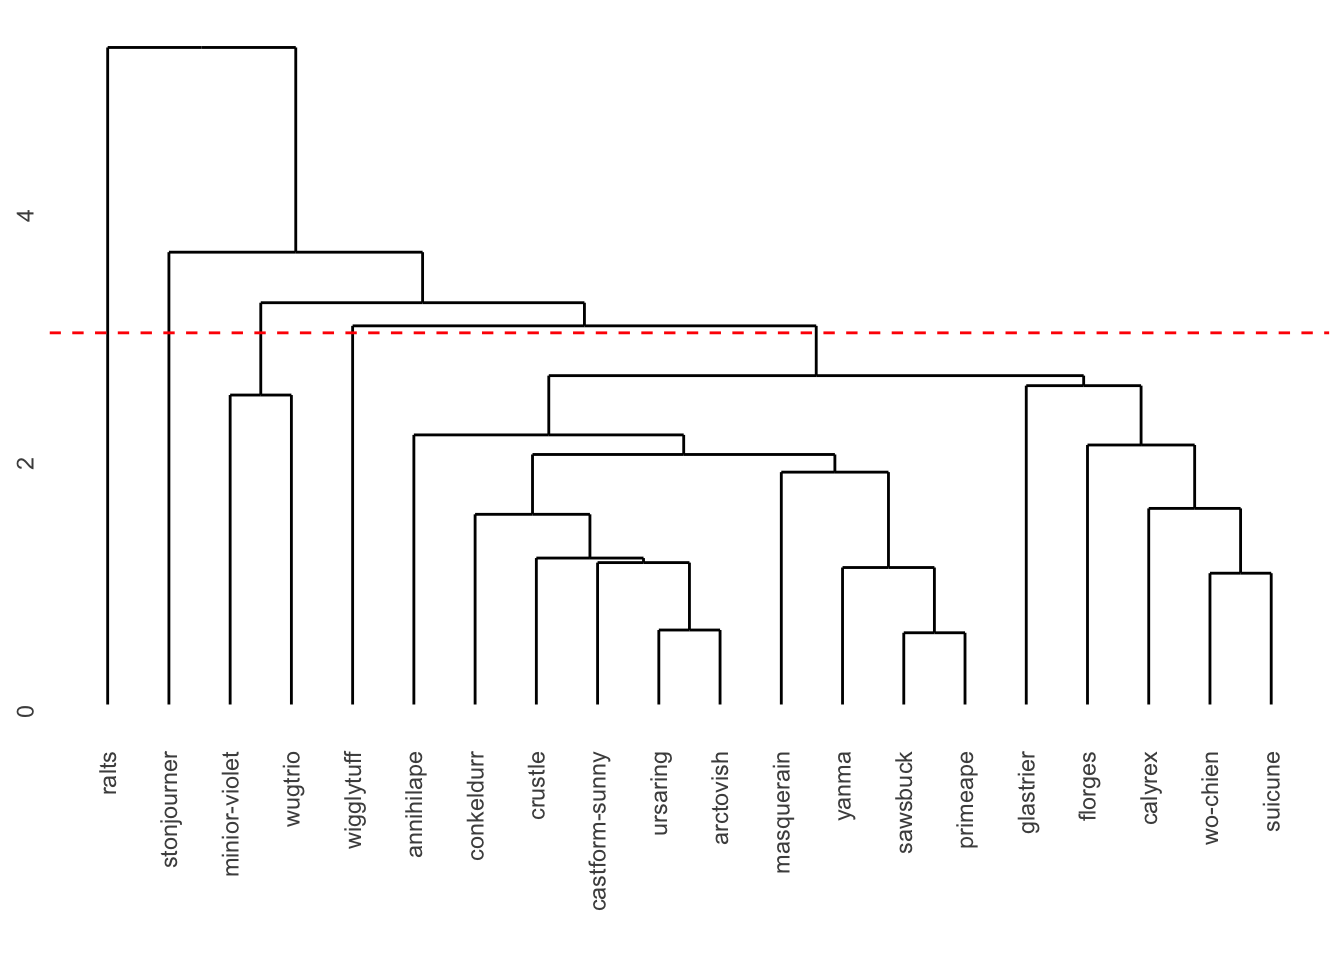 4
2
0
ralts
stonjourner
minior-violet
wugtrio
wigglytuff
annihilape
conkeldurr
crustle
castform-sunny
ursaring
arctovish
masquerain
yanma
sawsbuck
primeape
glastrier
florges
calyrex
wo-chien
suicune